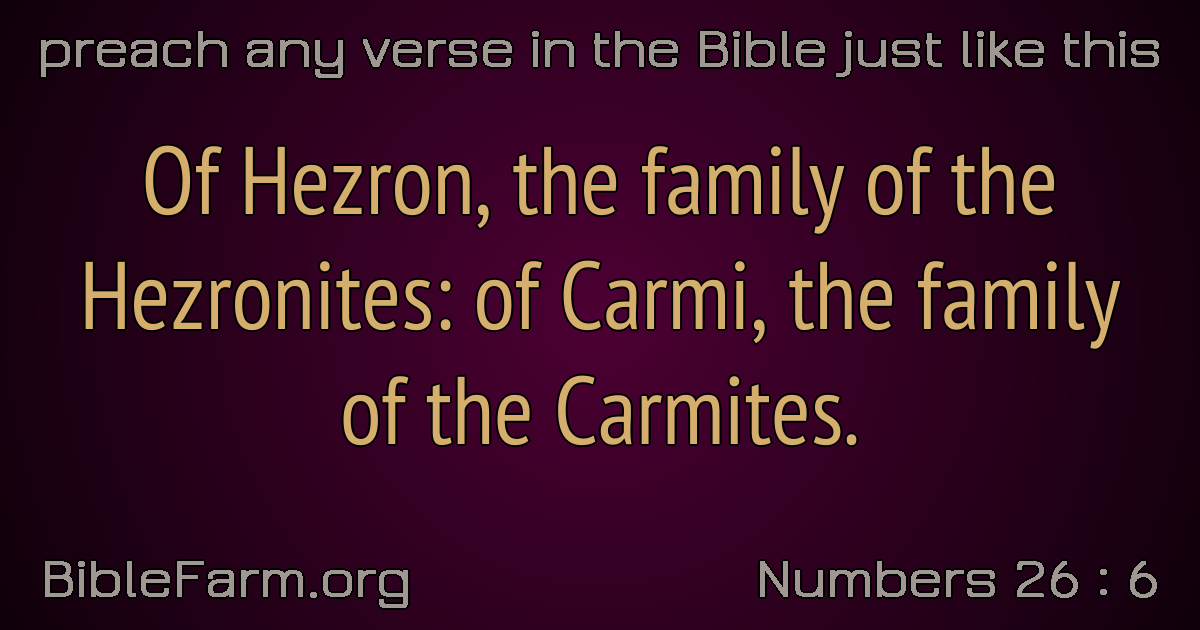 preach any verse in the Bible just like this
Of Hezron, the family of the
Hezronites: of Carmi, the family
of the Carmites.
BibleFarm.org
Numbers 26 : 6